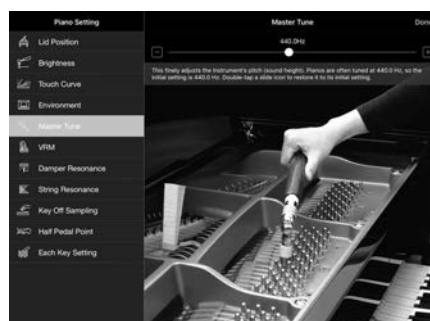 Piano Setting
Lid Position
Brightness
Touch Curve
Environment
Master Tune
VRM
Damper Resonance
String Resonance
Key Off Sampling
Half Pedal Point
Each Key Setting
Master Tune
Done
440.0Hz
This finely adjusts the instrument's pitch (sound height). Pianos are often tuned at 440.0 Hz, so the
initial setting is 440.0 Hz. Double-tap a slide icon to restore it to its initial setting.